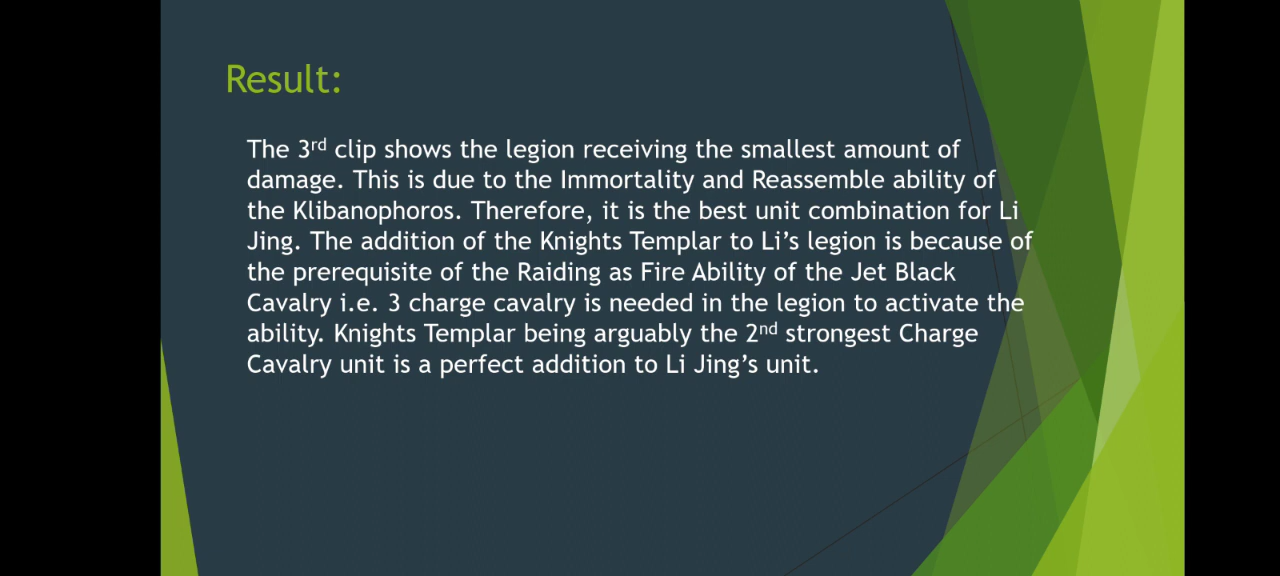 Result:
The 3rd clip shows the legion receiving the smallest amount of
damage. This is due to the Immortality and Reassemble ability of
the Klibanophoros. Therefore, it is the best unit combination for Li
Jing. The addition of the Knights Templar to Li’s legion is because of
the prerequisite of the Raiding as Fire Ability of the Jet Black
Cavalry i.e. 3 charge cavalry is needed in the legion to activate the
ability. Knights Templar being arguably the 2nd strongest Charge
Cavalry unit is a perfect addition to Li Jing’s unit.